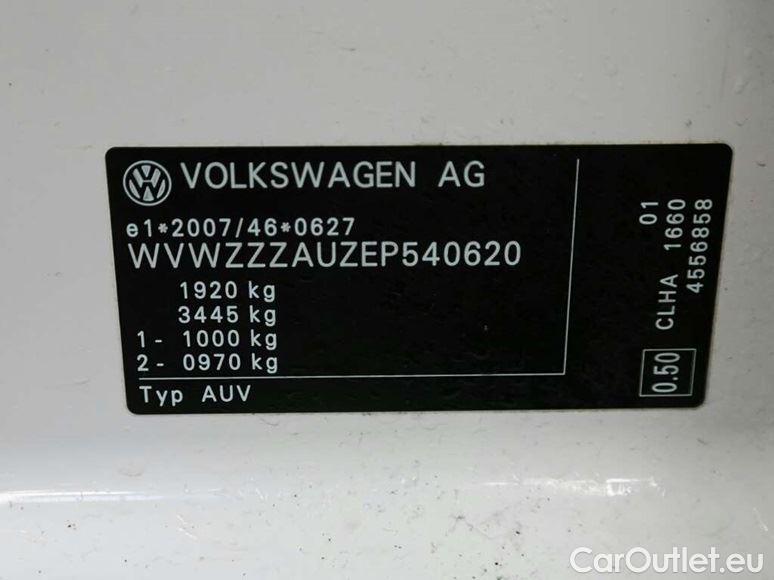 VOLKSWAGEN AG
e1*2007/46*0627
WVWZZZAUZEP540620
1920 kg
3445 kg
1- 1000 kg
2- 0970 kg
Typ AUV
01
CLHA 1660
4556858
0.50
CarOutlet.eu